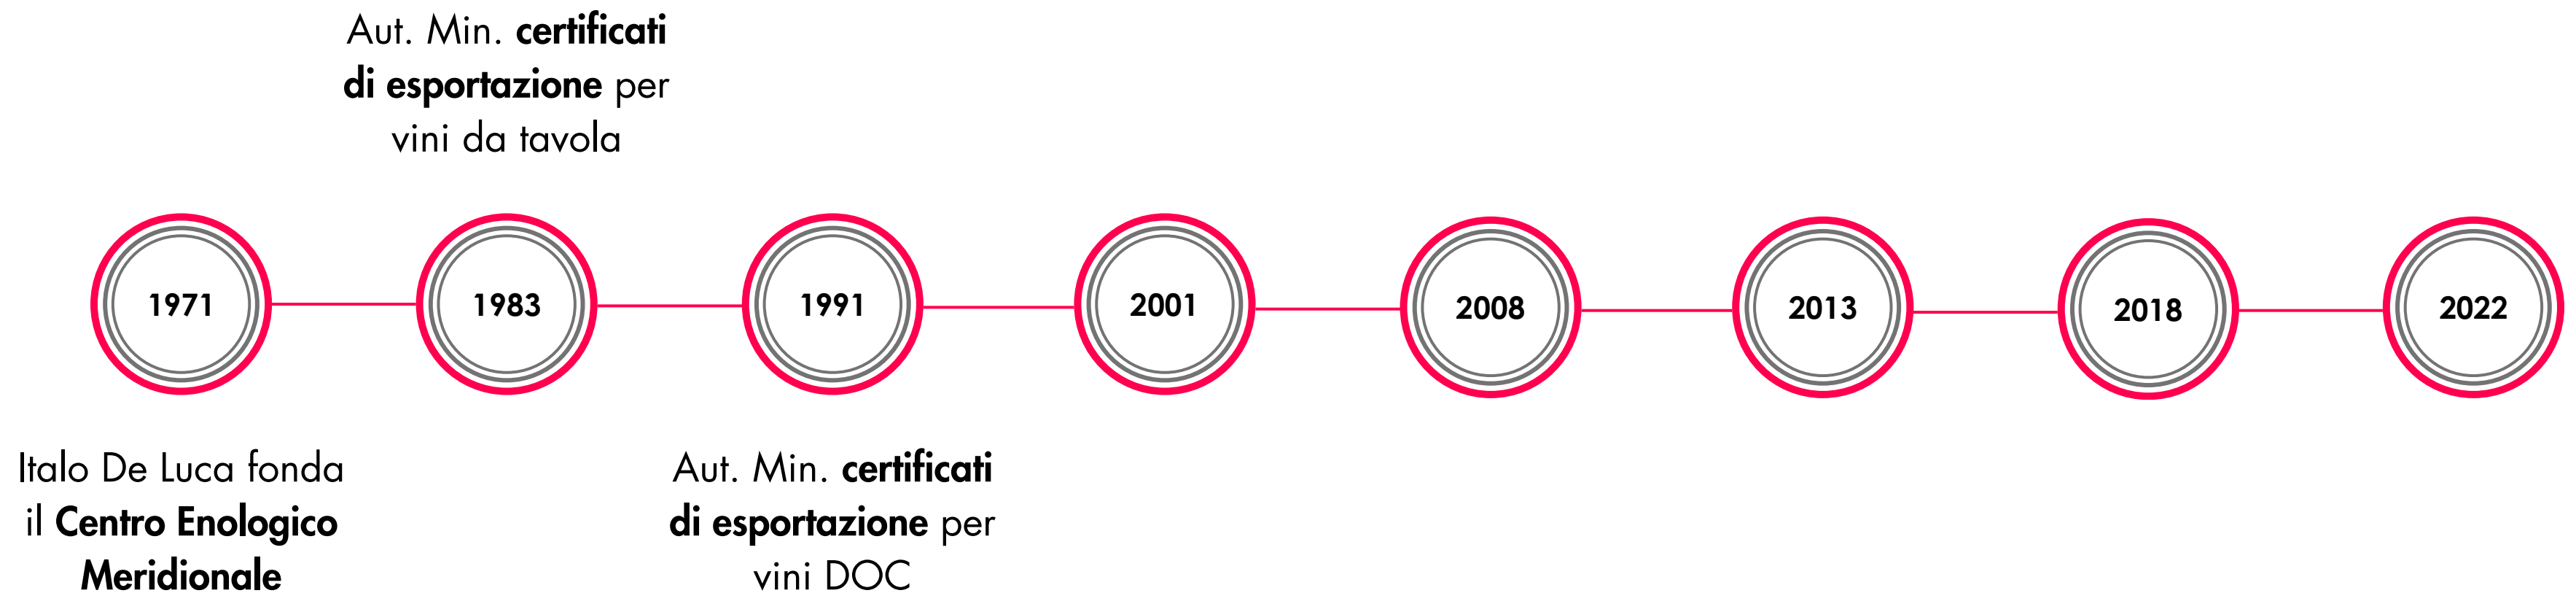 Aut. Min. certificati
di esportazione per
vini da tavola
1971
1983
1991
2001
2008
2013
2018
2022
Italo De Luca fonda
il Centro Enologico
Meridionale
Aut. Min. certificati
di esportazione per
vini DOC